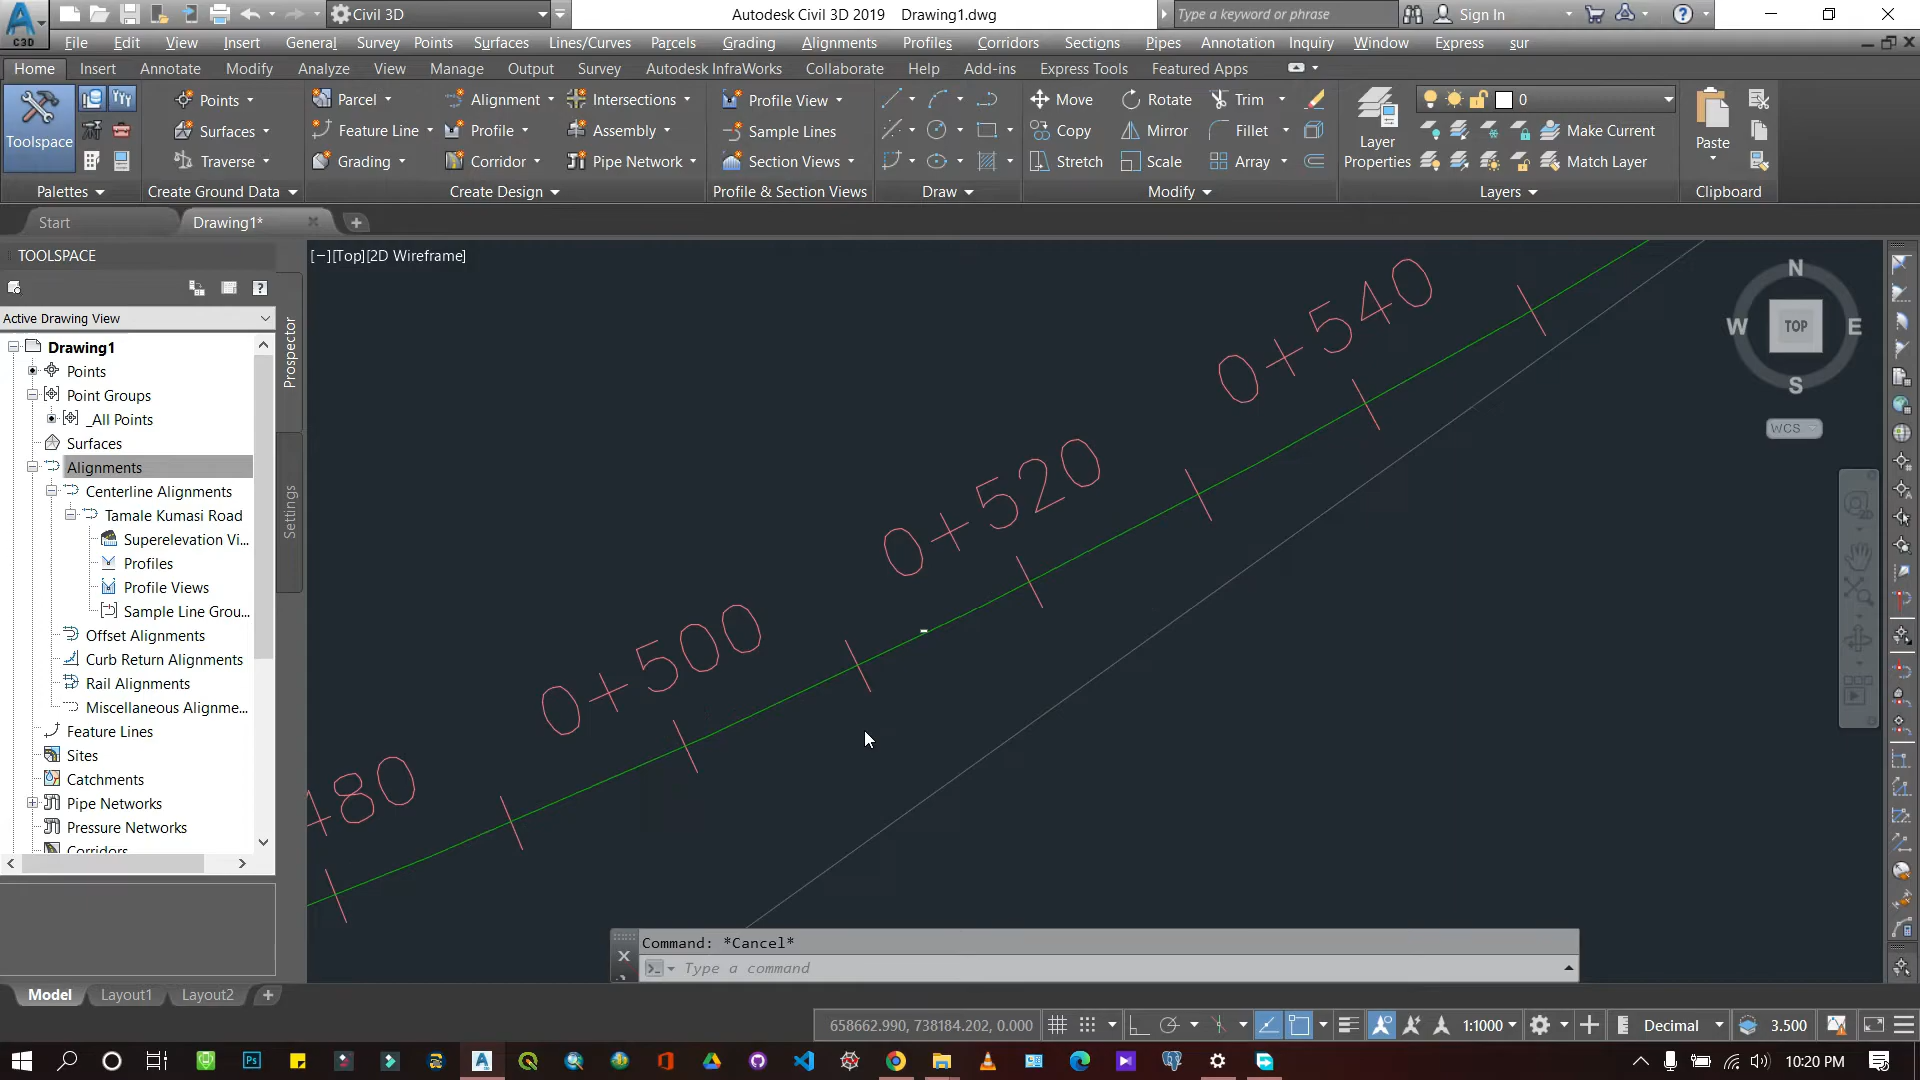 C3D
Civil 3D
Autodesk Civil 3D 2019 Drawing1.dwg
Type a keyword or phrase
Sign In
File Edit View Insert General Survey Points Surfaces Lines/Curves Parcels Grading Alignments Profiles Corridors Sections Pipes Annotation Inquiry Window Express sur
Home Insert Annotate Modify Analyze View Manage Output Survey Autodesk InfraWorks Collaborate Help Add-ins Express Tools Featured Apps
Points Parcel Alignment Intersections Profile View Move Rotate Trim 0
Toolspace Surfaces Feature Line Profile Assembly Sample Lines Copy Mirror Fillet Layer Properties Make Current Paste
Traverse Grading Corridor Pipe Network Section Views Stretch Scale Array Match Layer
Palettes Create Ground Data Create Design Profile & Section Views Draw Modify Layers Clipboard
Start Drawing1*
TOOLSPACE
[−][Top][2D Wireframe]
Active Drawing View
Prospector
Settings
Drawing1
Points
Point Groups
_All Points
Surfaces
Alignments
Centerline Alignments
Tamale Kumasi Road
Superelevation Vi...
Profiles
Profile Views
Sample Line Grou...
Offset Alignments
Curb Return Alignments
Rail Alignments
Miscellaneous Alignme...
Feature Lines
Sites
Catchments
Pipe Networks
Pressure Networks
Corridors
0+540
0+520
0+500
+80
N
W TOP E
S
WCS
Command: *Cancel*
Type a command
Model Layout1 Layout2
658662.990, 738184.202, 0.000
1:1000
Decimal
3.500
Ps
10:20 PM